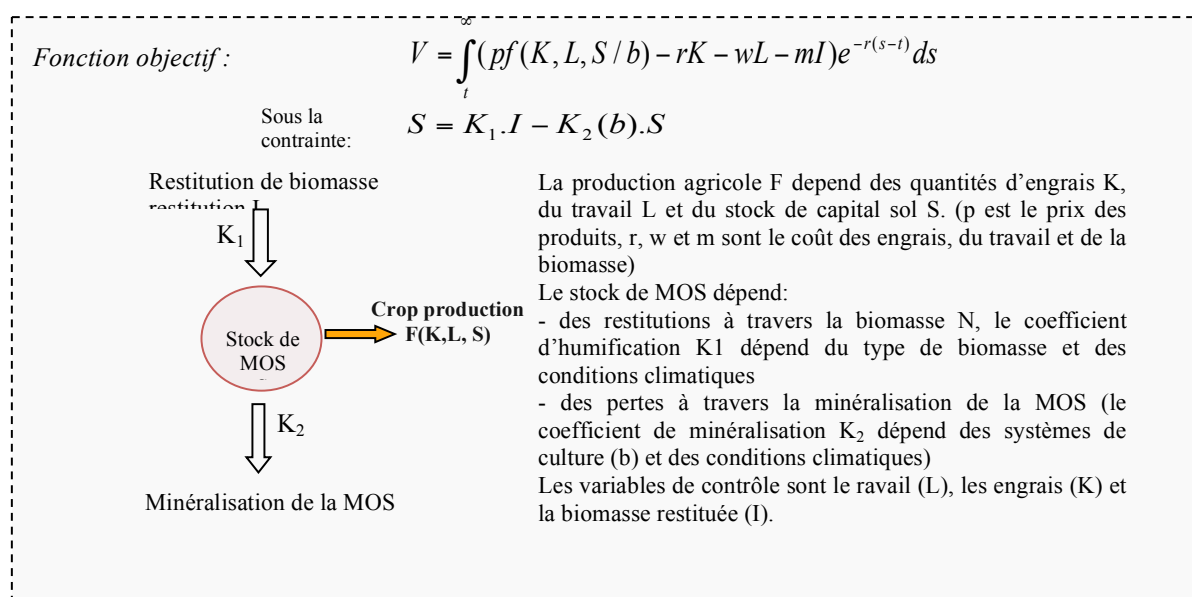 Fonction objectif :
V = ∫_t^∞ (pf(K, L, S / b) − rK − wL − mI)e^{−r(s−t)} ds
Sous la
contrainte:
S = K₁.I − K₂(b).S
Restitution de biomasse
restitution I
K₁
Stock de
MOS
Crop production
F(K,L, S)
K₂
Minéralisation de la MOS
La production agricole F depend des quantités d'engrais K,
du travail L et du stock de capital sol S. (p est le prix des
produits, r, w et m sont le coût des engrais, du travail et de la
biomasse)
Le stock de MOS dépend:
- des restitutions à travers la biomasse N, le coefficient
d'humification K1 dépend du type de biomasse et des
conditions climatiques
- des pertes à travers la minéralisation de la MOS (le
coefficient de minéralisation K₂ dépend des systèmes de
culture (b) et des conditions climatiques)
Les variables de contrôle sont le ravail (L), les engrais (K) et
la biomasse restituée (I).